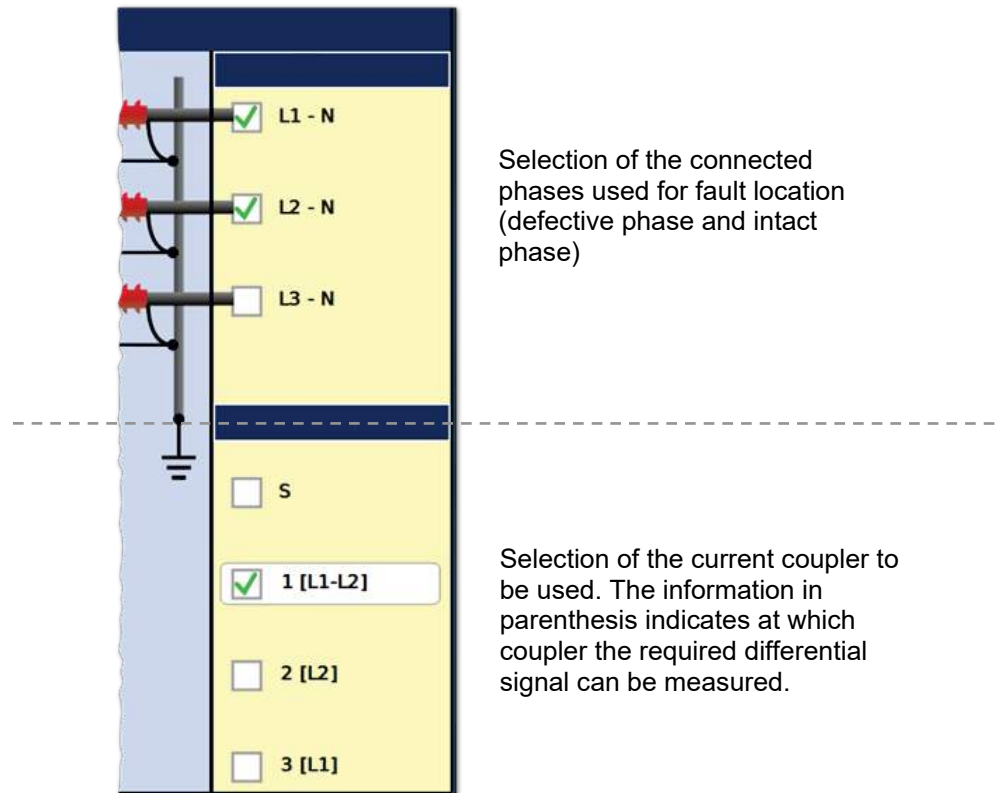 L1 - N
L2 - N
L3 - N
Selection of the connected
phases used for fault location
(defective phase and intact
phase)
S
1 [L1-L2]
2 [L2]
3 [L1]
Selection of the current coupler to
be used. The information in
parenthesis indicates at which
coupler the required differential
signal can be measured.